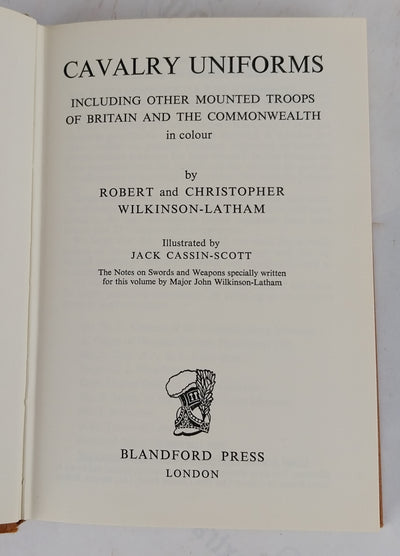 CAVALRY UNIFORMS
INCLUDING OTHER MOUNTED TROOPS
OF BRITAIN AND THE COMMONWEALTH
in colour
by
ROBERT and CHRISTOPHER
WILKINSON-LATHAM
Illustrated by
JACK CASSIN-SCOTT
The Notes on Swords and Weapons specially written
for this volume by Major John Wilkinson-Latham
BLANDFORD PRESS
LONDON